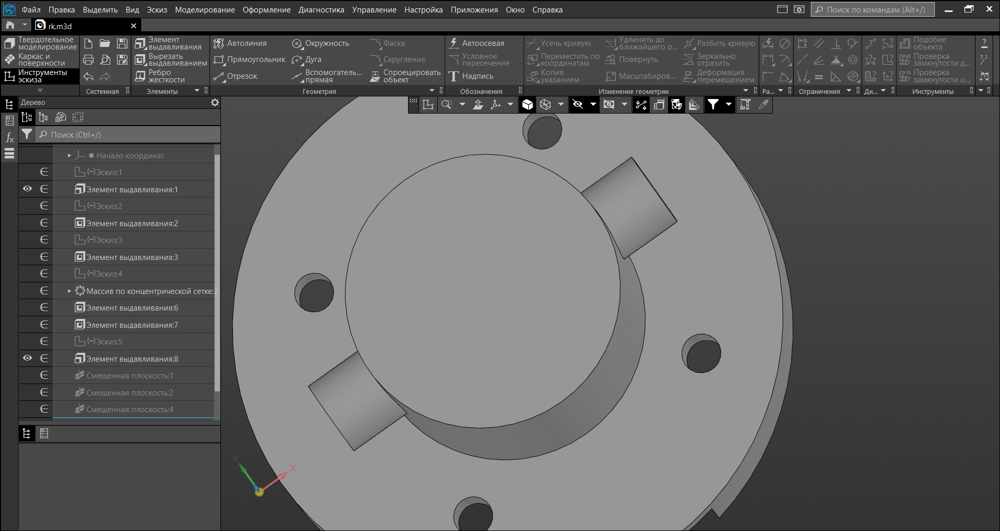 Файл Правка Выделить Вид Эскиз Моделирование Оформление Диагностика Управление Настройка Приложения Окно Справка
Поиск по командам (Alt+/)
rk.m3d
Твердотельное моделирование
Каркас и поверхности
Инструменты эскиза
Системная
Элемент выдавливания
Вырезать выдавливанием
Ребро жесткости
Элементы
Автолиния
Прямоугольник
Отрезок
Окружность
Дуга
Вспомогатель... прямая
Фаска
Скругление
Спроецировать объект
Геометрия
Автоосевая
Условное пересечение
Надпись
Обозначения
Усечь кривую
Переместить по координатам
Копия указанием
Удлинить до ближайшего о...
Повернуть
Масштабиров...
Разбить кривую
Зеркально отразить
Деформация перемещением
Изменение геометрии
Ра...
Ограничения
Ди...
Подобие объекта
Проверка замкнутости д...
Проверка замкнутости о...
Инструменты
Дерево
Поиск (Ctrl+/)
Начало координат
(−)Эскиз:1
Элемент выдавливания:1
(−)Эскиз:2
Элемент выдавливания:2
(−)Эскиз:3
Элемент выдавливания:3
(−)Эскиз:4
Массив по концентрической сетке:2
Элемент выдавливания:6
Элемент выдавливания:7
(−)Эскиз:5
Элемент выдавливания:8
Смещенная плоскость:1
Смещенная плоскость:2
Смещенная плоскость:4
Y
X